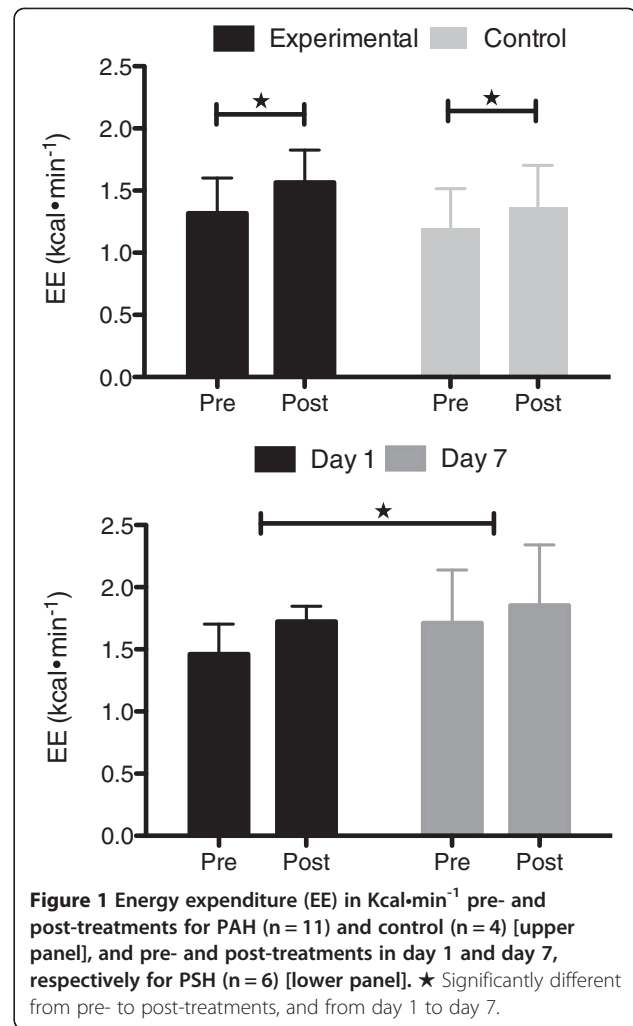 Experimental Control
2.5
★ ★
2.0
1.5
1.0
0.5
0.0
EE (kcal•min⁻¹)
Pre Post Pre Post
Day 1 Day 7
2.5
★
2.0
1.5
1.0
0.5
0.0
EE (kcal•min⁻¹)
Pre Post Pre Post
Figure 1 Energy expenditure (EE) in Kcal•min⁻¹ pre- and
post-treatments for PAH (n = 11) and control (n = 4) [upper
panel], and pre- and post-treatments in day 1 and day 7,
respectively for PSH (n = 6) [lower panel]. ★ Significantly different
from pre- to post-treatments, and from day 1 to day 7.